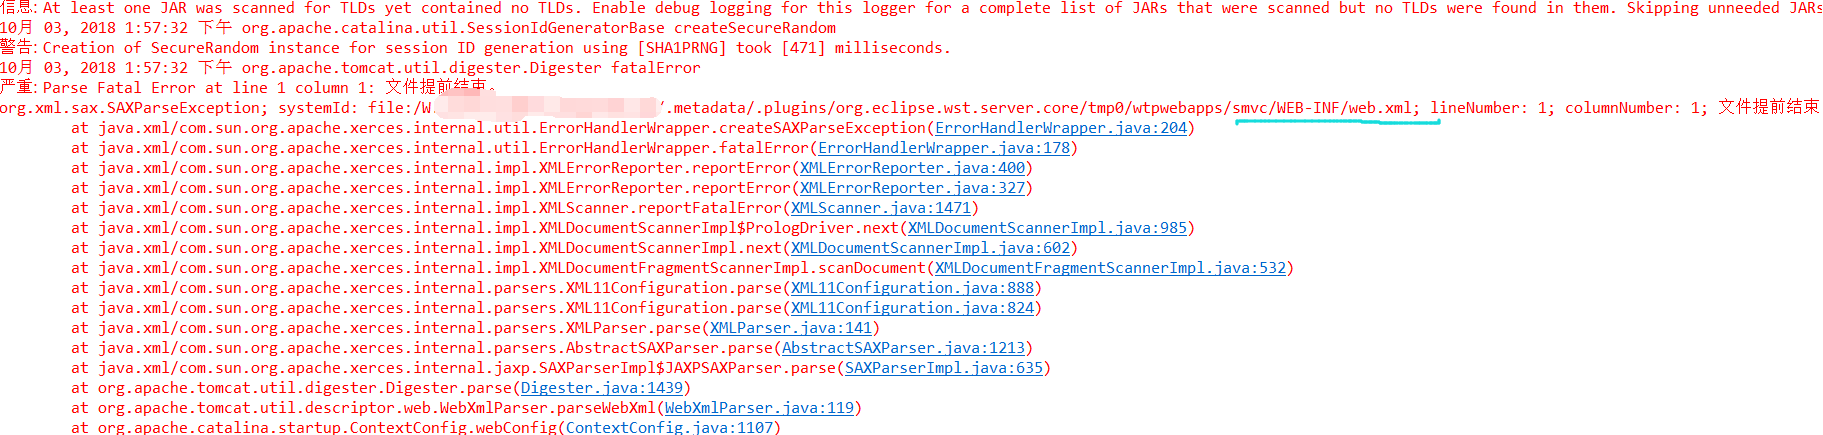 信息: At least one JAR was scanned for TLDs yet contained no TLDs. Enable debug logging for this logger for a complete list of JARs that were scanned but no TLDs were found in them. Skipping unneeded JARs
10月 03, 2018 1:57:32 下午 org.apache.catalina.util.SessionIdGeneratorBase createSecureRandom
警告: Creation of SecureRandom instance for session ID generation using [SHA1PRNG] took [471] milliseconds.
10月 03, 2018 1:57:32 下午 org.apache.tomcat.util.digester.Digester fatalError
严重: Parse Fatal Error at line 1 column 1: 文件提前结束。
org.xml.sax.SAXParseException; systemId: file:/W /.metadata/.plugins/org.eclipse.wst.server.core/tmp0/wtpwebapps/smvc/WEB-INF/web.xml; lineNumber: 1; columnNumber: 1; 文件提前结束
at java.xml/com.sun.org.apache.xerces.internal.util.ErrorHandlerWrapper.createSAXParseException(ErrorHandlerWrapper.java:204)
at java.xml/com.sun.org.apache.xerces.internal.util.ErrorHandlerWrapper.fatalError(ErrorHandlerWrapper.java:178)
at java.xml/com.sun.org.apache.xerces.internal.impl.XMLErrorReporter.reportError(XMLErrorReporter.java:400)
at java.xml/com.sun.org.apache.xerces.internal.impl.XMLErrorReporter.reportError(XMLErrorReporter.java:327)
at java.xml/com.sun.org.apache.xerces.internal.impl.XMLScanner.reportFatalError(XMLScanner.java:1471)
at java.xml/com.sun.org.apache.xerces.internal.impl.XMLDocumentScannerImpl$PrologDriver.next(XMLDocumentScannerImpl.java:985)
at java.xml/com.sun.org.apache.xerces.internal.impl.XMLDocumentScannerImpl.next(XMLDocumentScannerImpl.java:602)
at java.xml/com.sun.org.apache.xerces.internal.impl.XMLDocumentFragmentScannerImpl.scanDocument(XMLDocumentFragmentScannerImpl.java:532)
at java.xml/com.sun.org.apache.xerces.internal.parsers.XML11Configuration.parse(XML11Configuration.java:888)
at java.xml/com.sun.org.apache.xerces.internal.parsers.XML11Configuration.parse(XML11Configuration.java:824)
at java.xml/com.sun.org.apache.xerces.internal.parsers.XMLParser.parse(XMLParser.java:141)
at java.xml/com.sun.org.apache.xerces.internal.parsers.AbstractSAXParser.parse(AbstractSAXParser.java:1213)
at java.xml/com.sun.org.apache.xerces.internal.jaxp.SAXParserImpl$JAXPSAXParser.parse(SAXParserImpl.java:635)
at org.apache.tomcat.util.digester.Digester.parse(Digester.java:1439)
at org.apache.tomcat.util.descriptor.web.WebXmlParser.parseWebXml(WebXmlParser.java:119)
at org.apache.catalina.startup.ContextConfig.webConfig(ContextConfig.java:1107)